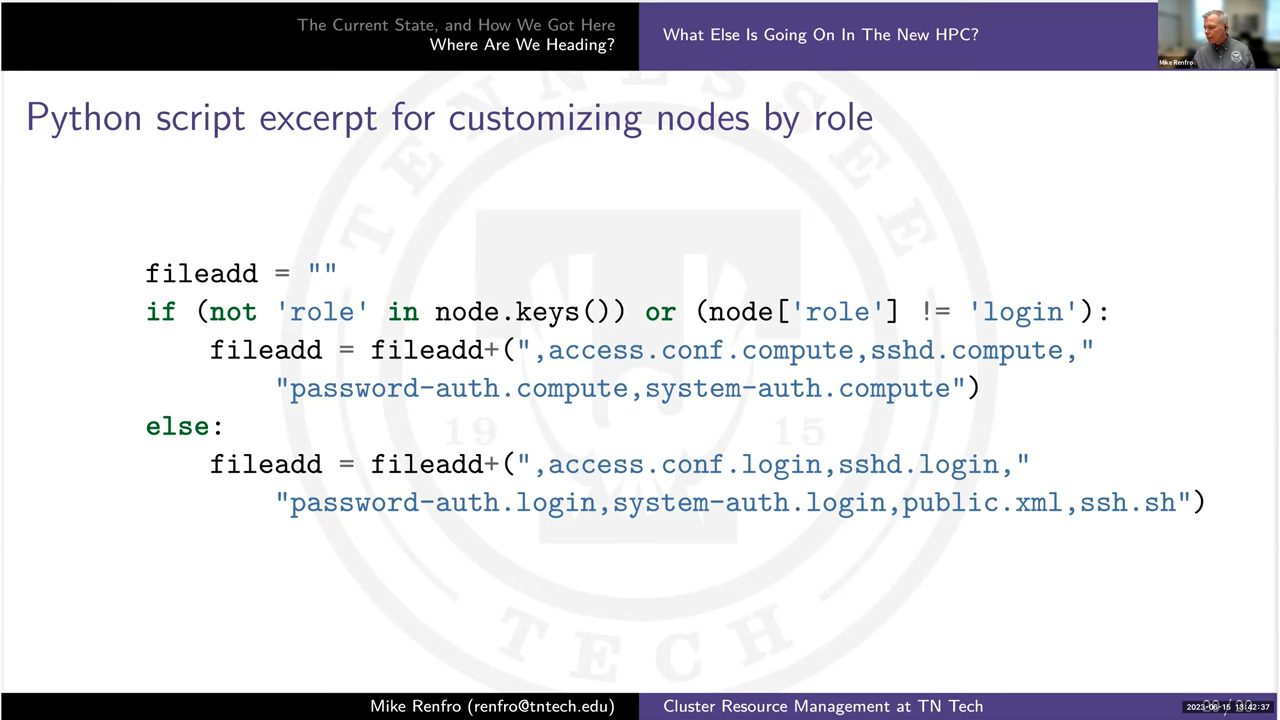 The Current State, and How We Got Here
Where Are We Heading?
What Else Is Going On In The New HPC?
Mike Renfro
Python script excerpt for customizing nodes by role
TENNESSEE
fileadd = ""
if (not 'role' in node.keys()) or (node['role'] != 'login'):
fileadd = fileadd+(",access.conf.compute,sshd.compute,"
"password-auth.compute,system-auth.compute")
else:
19 15
fileadd = fileadd+(",access.conf.login,sshd.login,"
"password-auth.login,system-auth.login,public.xml,ssh.sh")
TECH
Mike Renfro (renfro@tntech.edu)
Cluster Resource Management at TN Tech
2023-06-15 13:42:37